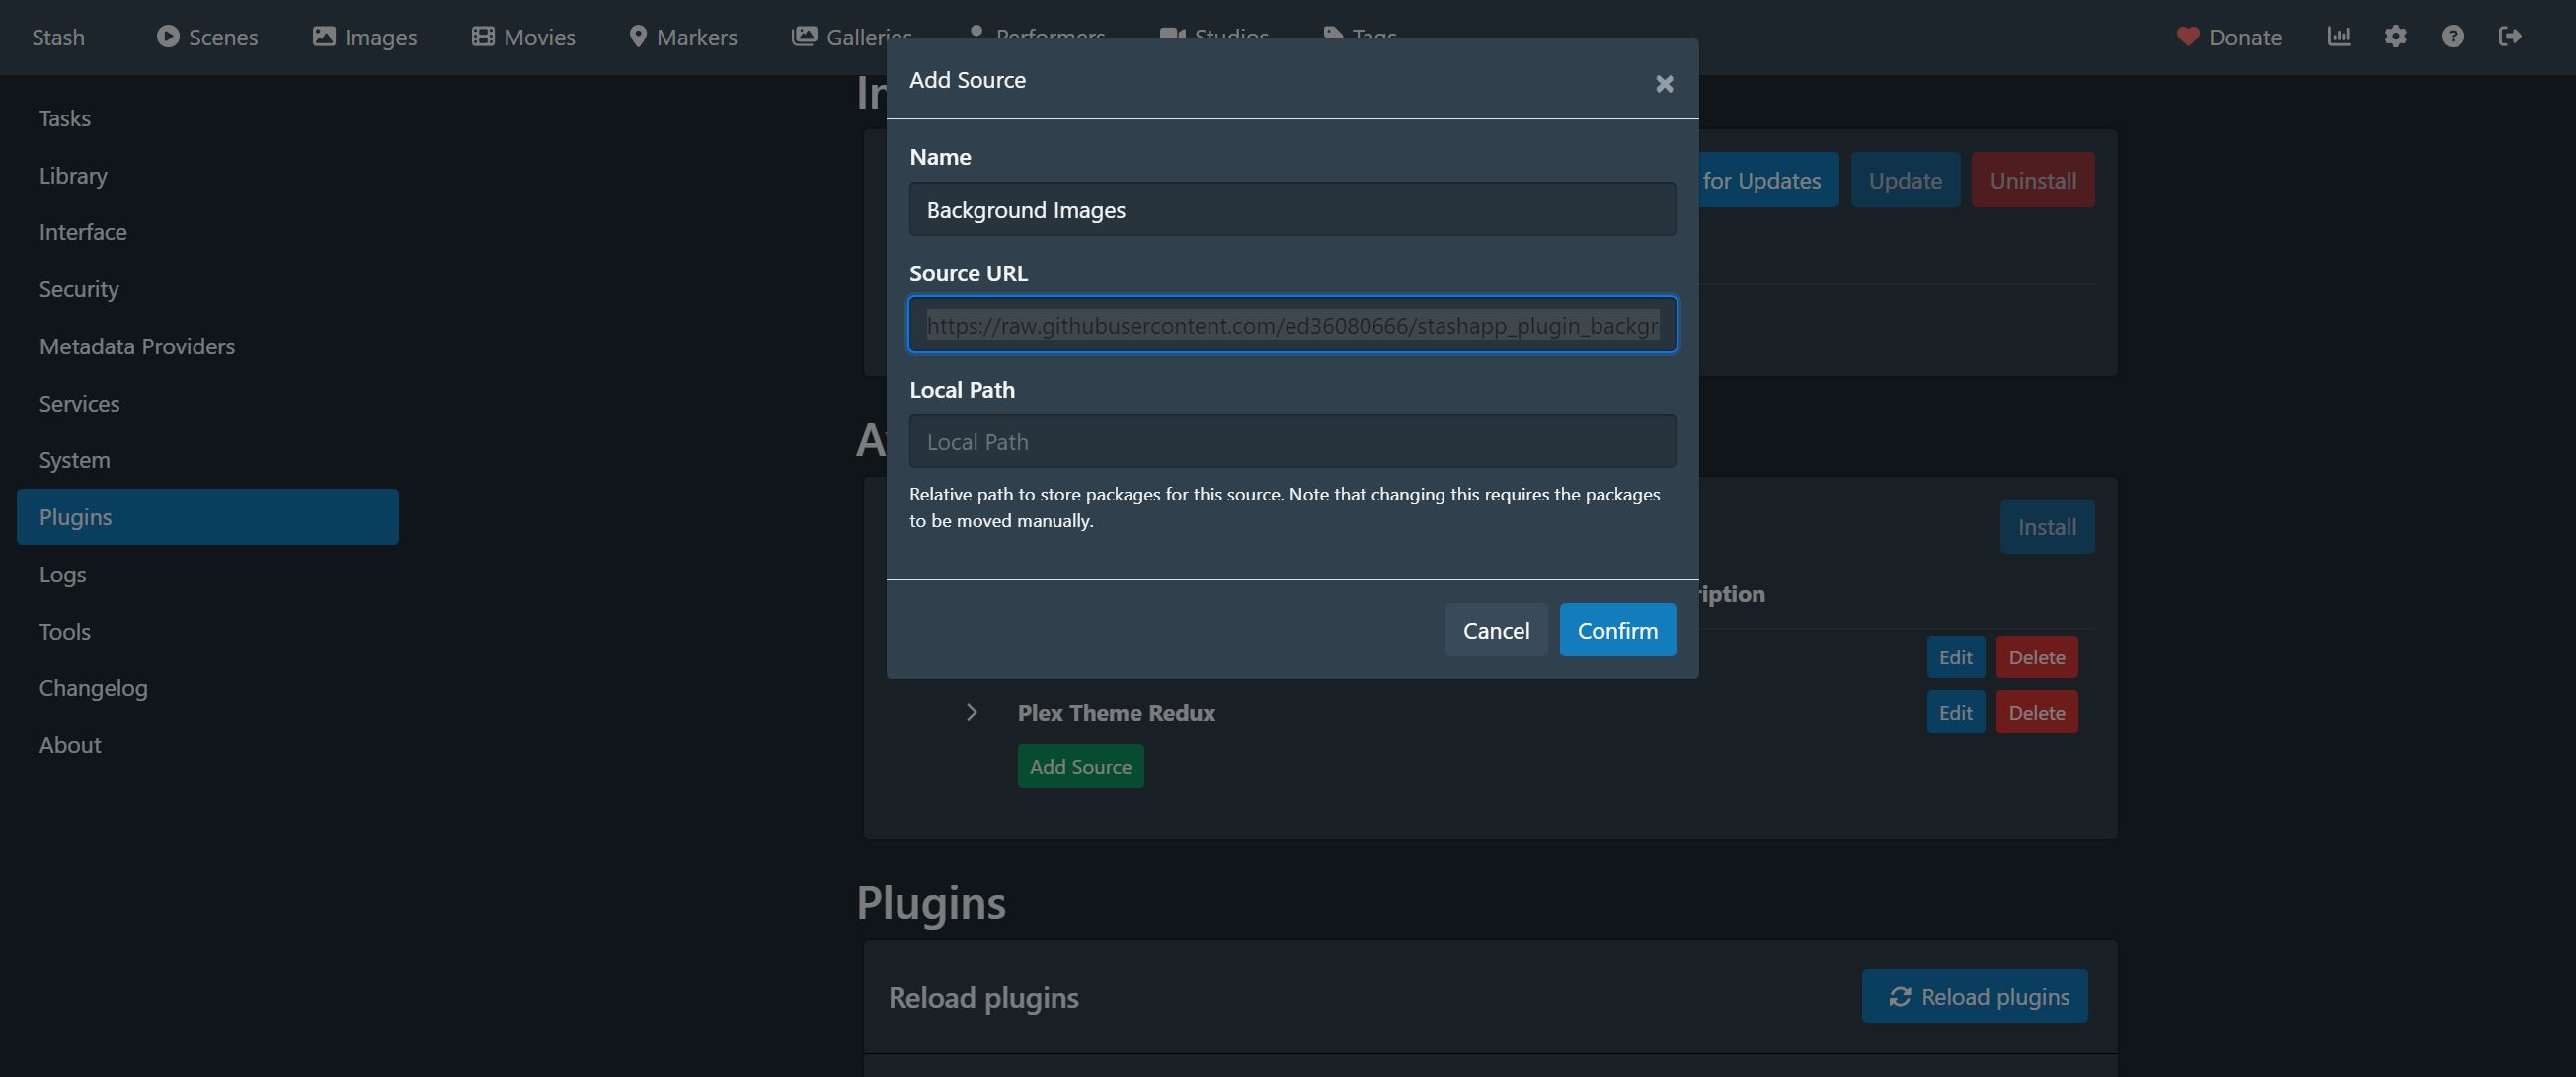 Stash Scenes Images Movies Markers Galleries Performers Studios Tags Donate
Tasks
Library
Interface
Security
Metadata Providers
Services
System
Plugins
Logs
Tools
Changelog
About
Add Source
Name
Background Images
Source URL
https://raw.githubusercontent.com/ed36080666/stashapp_plugin_backgr
Local Path
Local Path
Relative path to store packages for this source. Note that changing this requires the packages
to be moved manually.
Cancel Confirm
for Updates Update Uninstall
Install
Edit Delete
Plex Theme Redux Edit Delete
Add Source
Plugins
Reload plugins Reload plugins